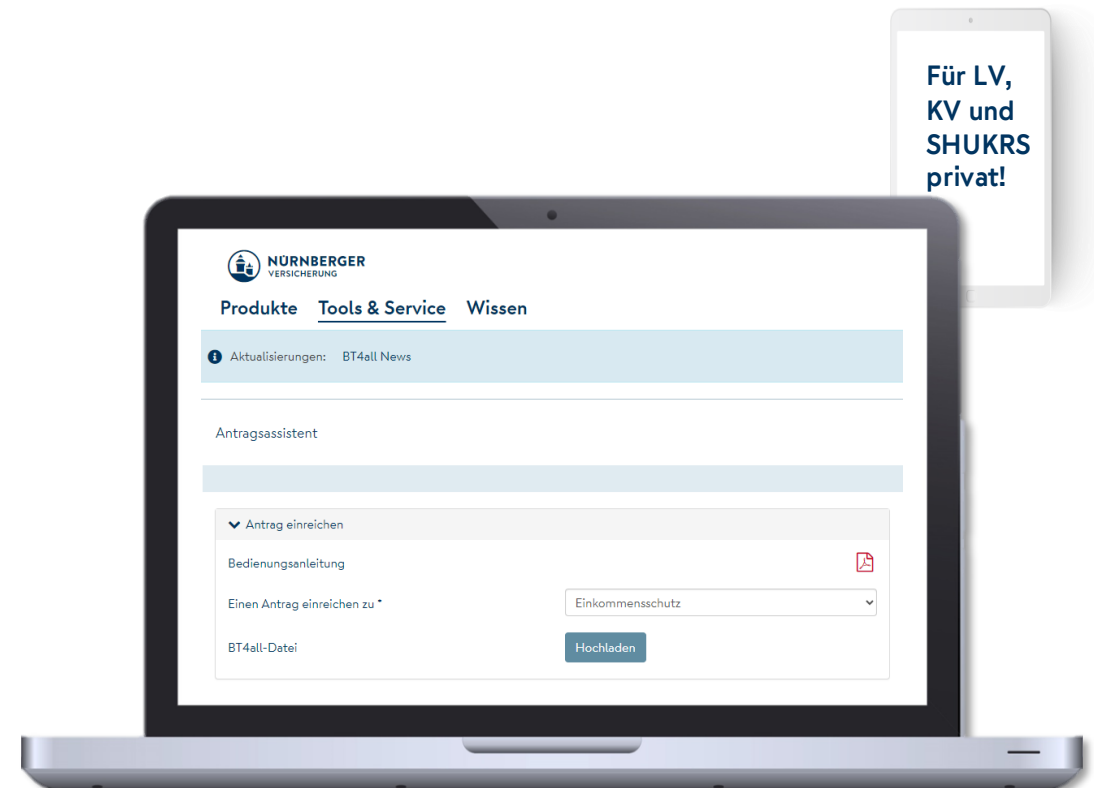 Für LV,
KV und
SHUKRS
privat!
NÜRNBERGER
VERSICHERUNG
Produkte Tools & Service Wissen
Aktualisierungen: BT4all News
Antragsassistent
Antrag einreichen
Bedienungsanleitung
Einen Antrag einreichen zu * Einkommensschutz
BT4all-Datei Hochladen